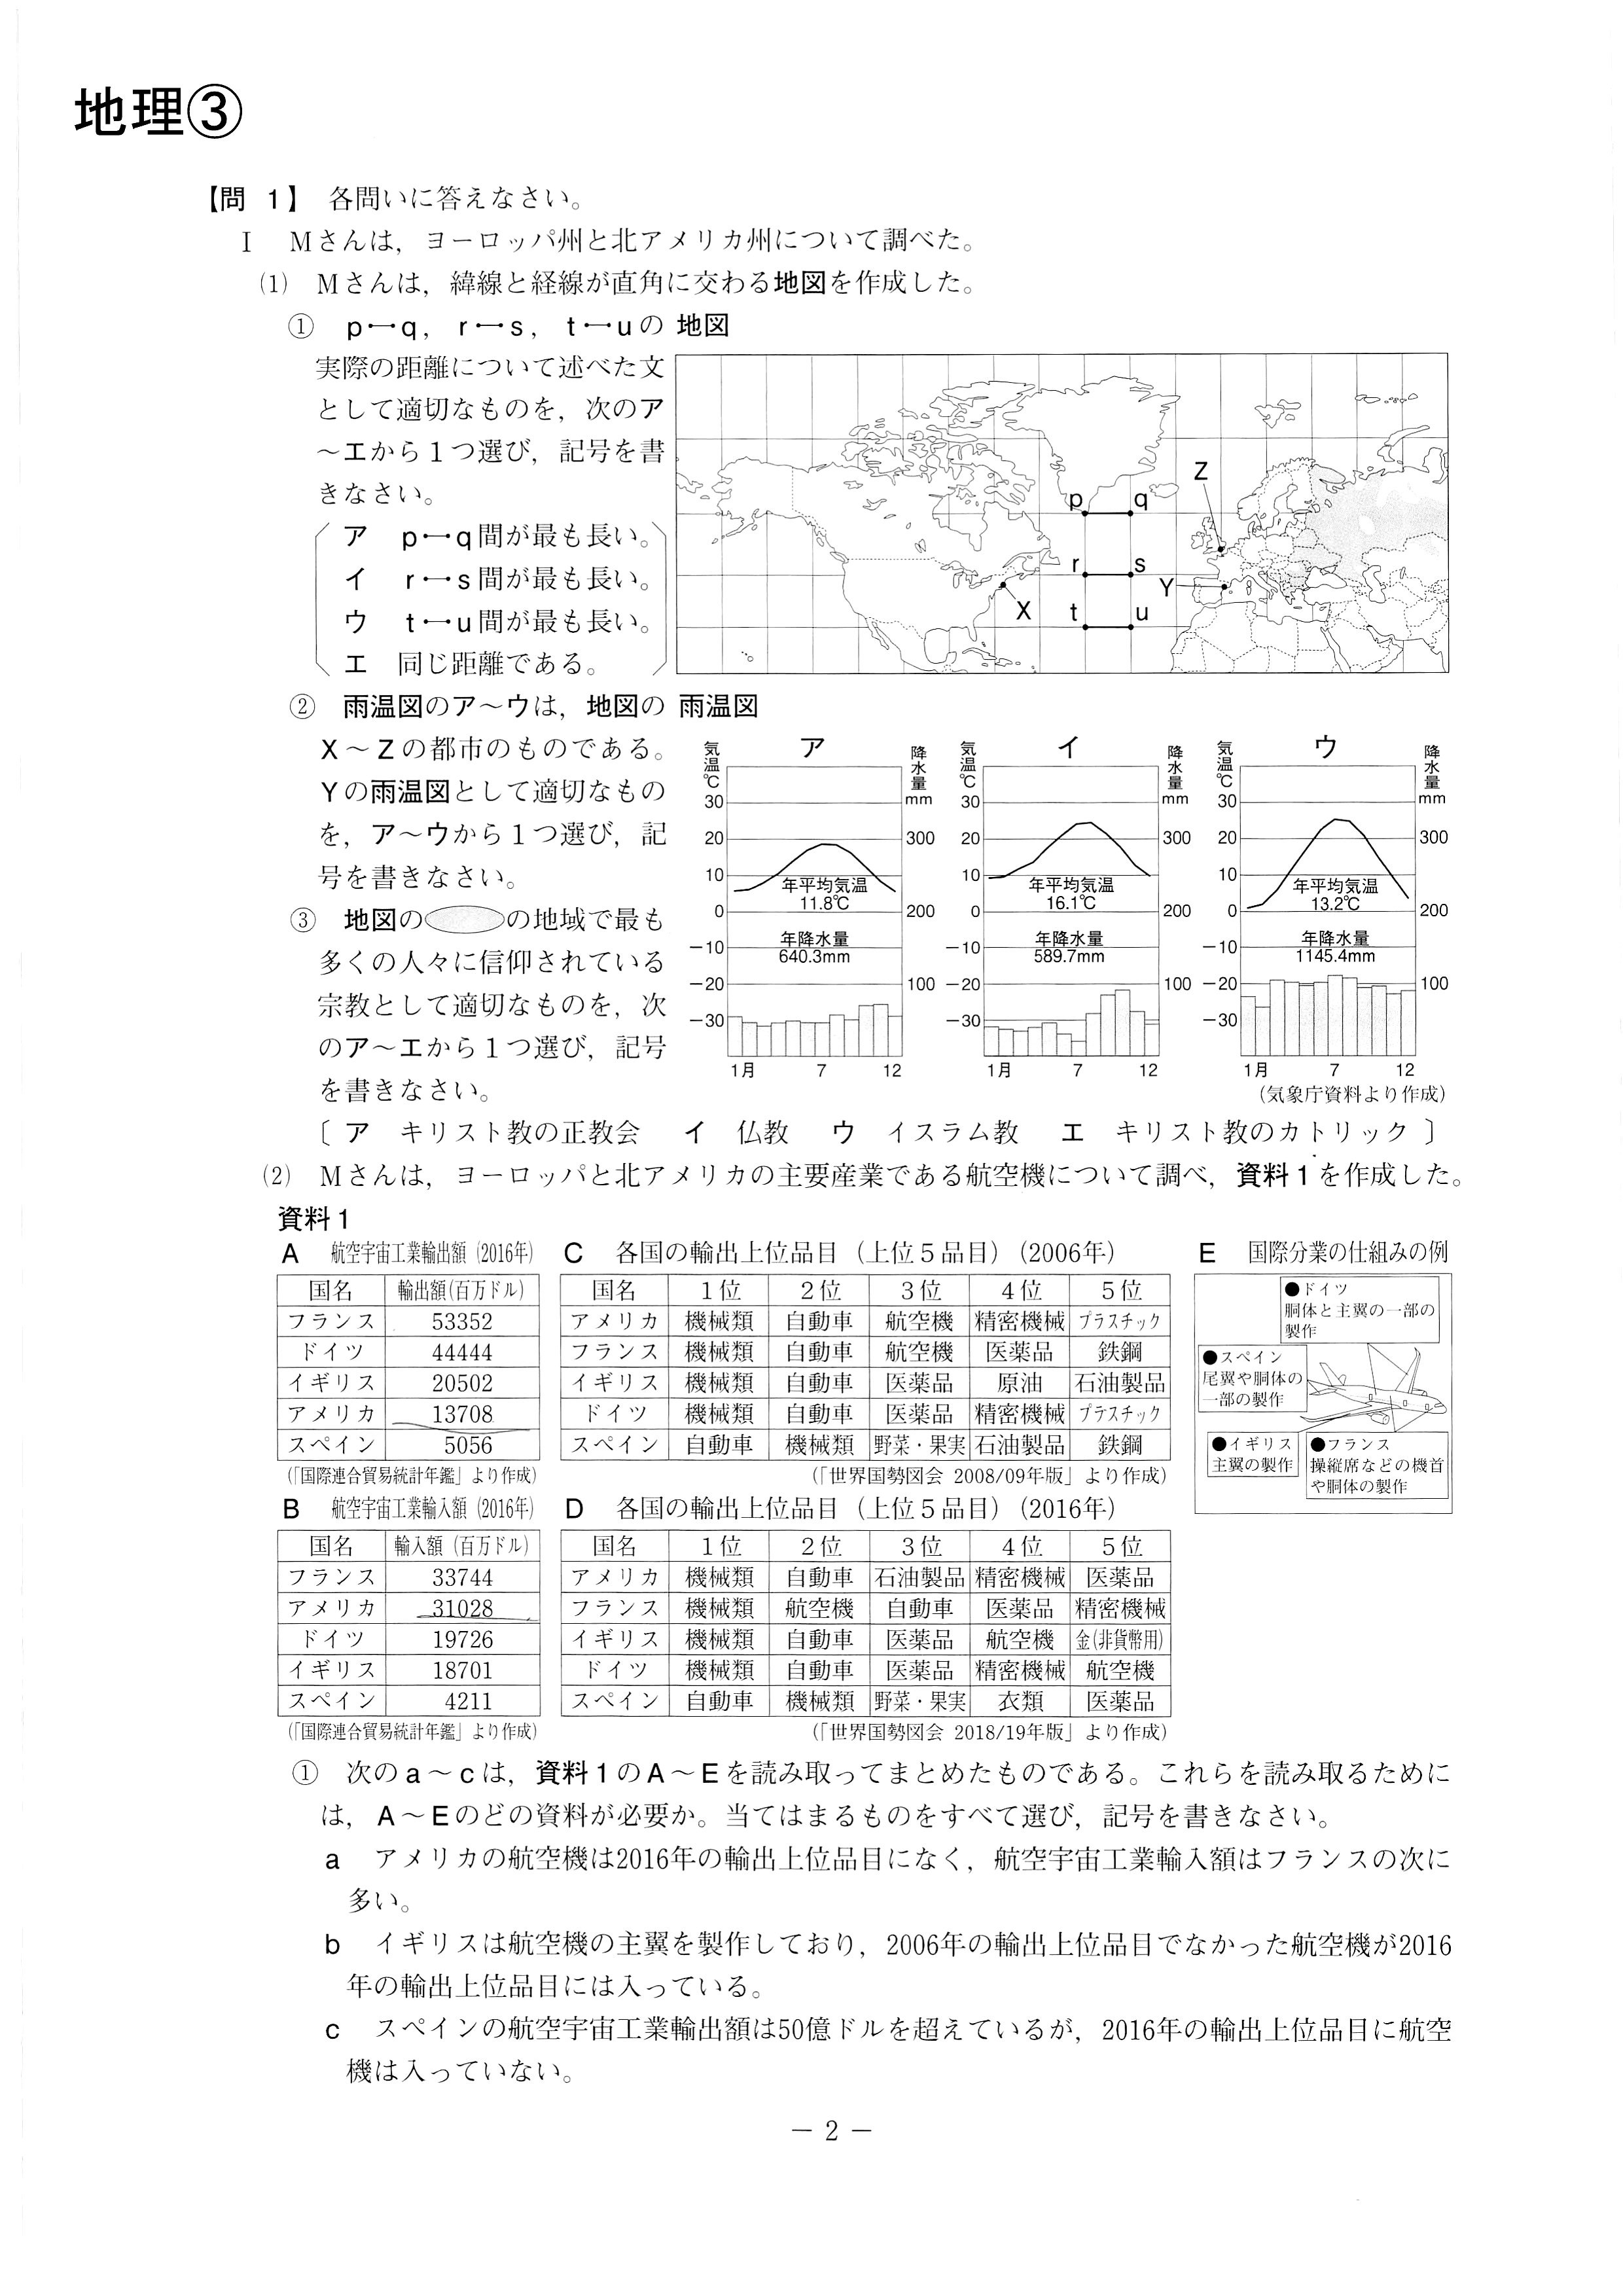 地理③
【問 1】 各問いに答えなさい。
Ⅰ Mさんは，ヨーロッパ州と北アメリカ州について調べた。
⑴ Mさんは，緯線と経線が直角に交わる地図を作成した。
① p━q，r━s，t━uの
実際の距離について述べた文
として適切なものを，次のア
～エから１つ選び，記号を書
きなさい。
ア p━q間が最も長い。
イ r━s間が最も長い。
ウ t━u間が最も長い。
エ 同じ距離である。
地図
p
q
r
s
t
u
X
Y
Z
② 雨温図のア～ウは，地図の
X～Zの都市のものである。
Yの雨温図として適切なもの
を，ア～ウから１つ選び，記
号を書きなさい。
③ 地図の の地域で最も
多くの人々に信仰されている
宗教として適切なものを，次
のア～エから１つ選び，記号
を書きなさい。
雨温図
気温℃ ア 降水量mm
30
20 300
10
0 200
－10
－20 100
－30
年平均気温
11.8℃
年降水量
640.3mm
1月 7 12
気温℃ イ 降水量mm
30
20 300
10
0 200
－10
－20 100
－30
年平均気温
16.1℃
年降水量
589.7mm
1月 7 12
気温℃ ウ 降水量mm
30
20 300
10
0 200
－10
－20 100
－30
年平均気温
13.2℃
年降水量
1145.4mm
1月 7 12
（気象庁資料より作成）
〔 ア キリスト教の正教会 イ 仏教 ウ イスラム教 エ キリスト教のカトリック 〕
⑵ Mさんは，ヨーロッパと北アメリカの主要産業である航空機について調べ，資料１を作成した。
資料１
A 航空宇宙工業輸出額（2016年）
国名 輸出額（百万ドル）
フランス 53352
ドイツ 44444
イギリス 20502
アメリカ 13708
スペイン 5056
（「国際連合貿易統計年鑑」より作成）
B 航空宇宙工業輸入額（2016年）
国名 輸入額（百万ドル）
フランス 33744
アメリカ 31028
ドイツ 19726
イギリス 18701
スペイン 4211
（「国際連合貿易統計年鑑」より作成）
C 各国の輸出上位品目（上位５品目）（2006年）
国名 １位 ２位 ３位 ４位 ５位
アメリカ 機械類 自動車 航空機 精密機械 プラスチック
フランス 機械類 自動車 航空機 医薬品 鉄鋼
イギリス 機械類 自動車 医薬品 原油 石油製品
ドイツ 機械類 自動車 医薬品 精密機械 プラスチック
スペイン 自動車 機械類 野菜・果実 石油製品 鉄鋼
（「世界国勢図会 2008/09年版」より作成）
D 各国の輸出上位品目（上位５品目）（2016年）
国名 １位 ２位 ３位 ４位 ５位
アメリカ 機械類 自動車 石油製品 精密機械 医薬品
フランス 機械類 航空機 自動車 医薬品 精密機械
イギリス 機械類 自動車 医薬品 航空機 金（非貨幣用）
ドイツ 機械類 自動車 医薬品 精密機械 航空機
スペイン 自動車 機械類 野菜・果実 衣類 医薬品
（「世界国勢図会 2018/19年版」より作成）
E 国際分業の仕組みの例
●ドイツ
胴体と主翼の一部の
製作
●スペイン
尾翼や胴体の
一部の製作
●イギリス
主翼の製作
●フランス
操縦席などの機首
や胴体の製作
① 次のa～cは，資料１のA～Eを読み取ってまとめたものである。これらを読み取るために
は，A～Eのどの資料が必要か。当てはまるものをすべて選び，記号を書きなさい。
a アメリカの航空機は2016年の輸出上位品目になく，航空宇宙工業輸入額はフランスの次に
多い。
b イギリスは航空機の主翼を製作しており，2006年の輸出上位品目でなかった航空機が2016
年の輸出上位品目には入っている。
c スペインの航空宇宙工業輸出額は50億ドルを超えているが，2016年の輸出上位品目に航空
機は入っていない。
－ 2 －